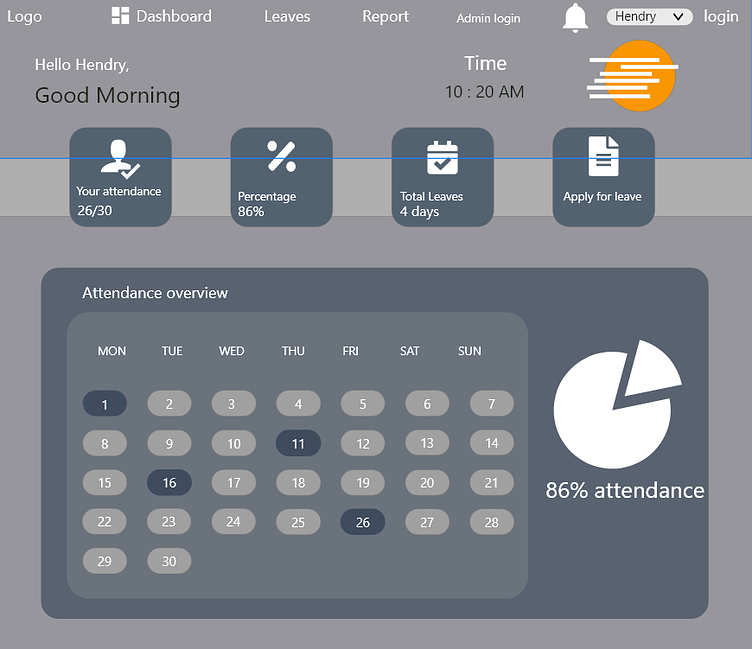 Logo
Dashboard
Leaves
Report
Admin login
Hendry
login
Hello Hendry,
Good Morning
Time
10 : 20 AM
Your attendance
26/30
Percentage
86%
Total Leaves
4 days
Apply for leave
Attendance overview
MON TUE WED THU FRI SAT SUN
1 2 3 4 5 6 7
8 9 10 11 12 13 14
15 16 17 18 19 20 21
22 23 24 25 26 27 28
29 30
86% attendance